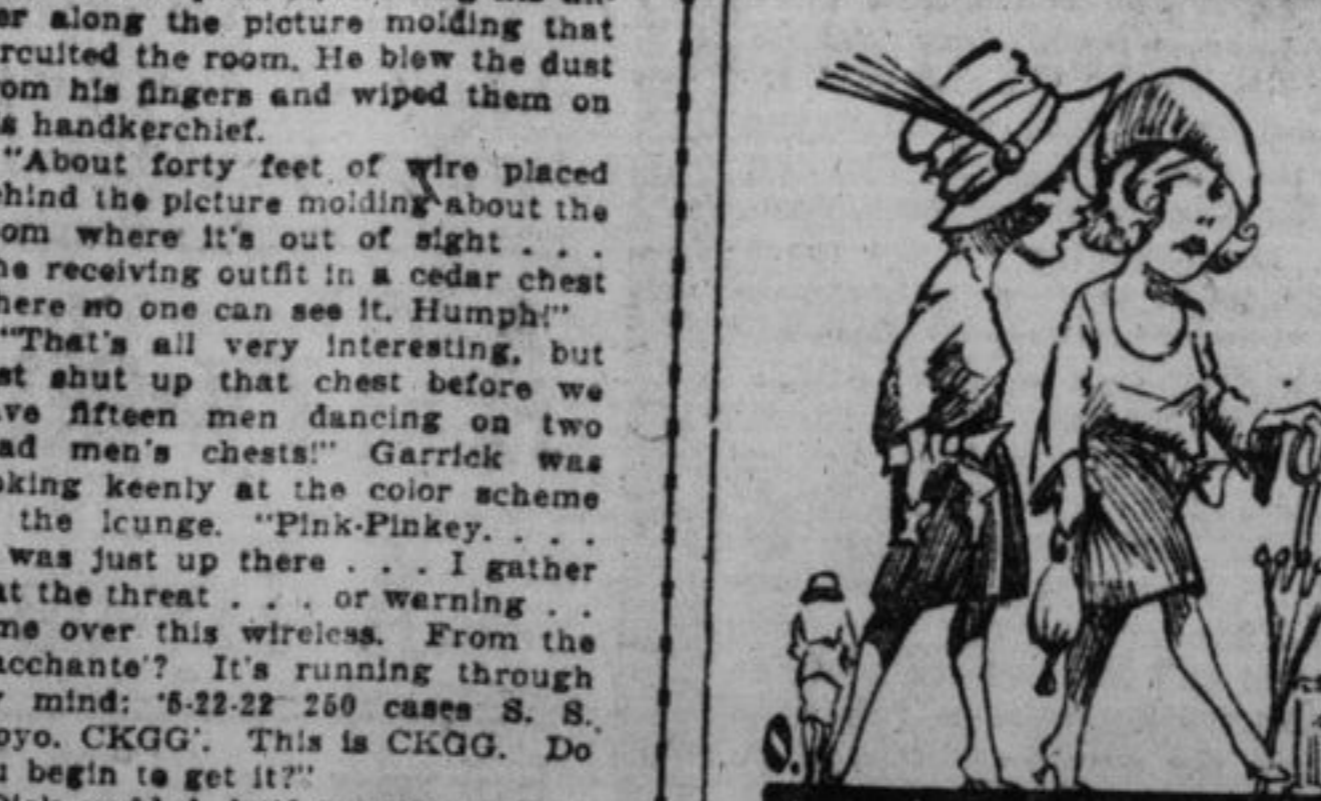 er along the picture molding that
rcuited the room. He blew the dust
om his fingers and wiped them on
s handkerchief.
"About forty feet of wire placed
ehind the picture molding about the
om where it's out of sight . . .
he receiving outfit in a cedar chest
here no one can see it. Humph!"
"That's all very interesting, but
st shut up that chest before we
ave fifteen men dancing on two
ad men's chests!" Garrick was
oking keenly at the color scheme
the lcunge. "Pink-Pinkey. . . .
was just up there . . . I gather
at the threat . . . or warning . .
me over this wireless. From the
acchante'? It's running through
mind: '5-22-22 250 cases S. S.
oyo. CKGG'. This is CKGG. Do
u begin to get it?"